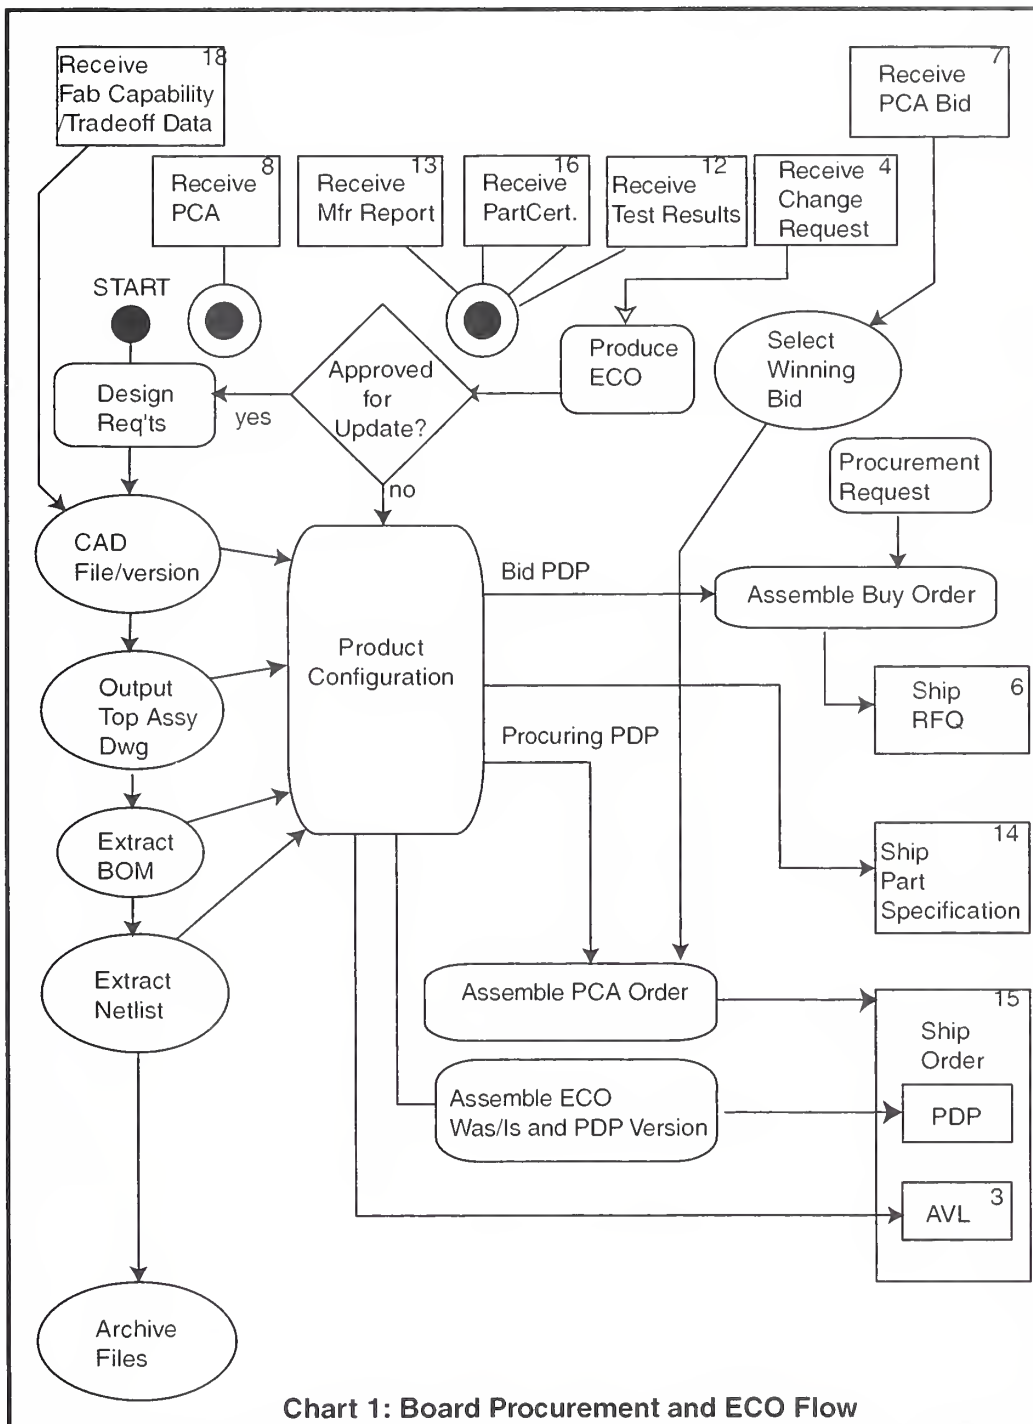 18
Receive
Fab Capability
/Tradeoff Data
7
Receive
PCA Bid
8
Receive
PCA
13
Receive
Mfr Report
16
Receive
PartCert.
12
Receive
Test Results
4
Receive
Change
Request
START
Design
Req'ts
yes
Approved
for
Update?
no
Produce
ECO
Select
Winning
Bid
Procurement
Request
CAD
File/version
Bid PDP
Assemble Buy Order
Product
Configuration
Output
Top Assy
Dwg
6
Ship
RFQ
Procuring PDP
Extract
BOM
14
Ship
Part
Specification
Extract
Netlist
Assemble PCA Order
15
Ship
Order
Assemble ECO
Was/Is and PDP Version
PDP
3
AVL
Archive
Files
Chart 1: Board Procurement and ECO Flow